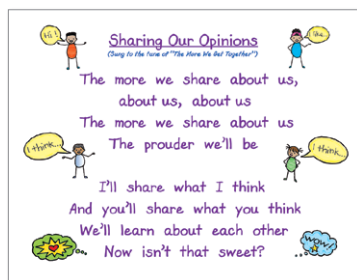 Hi!
Sharing Our Opinions
I like...
(Sung to the tune of "The More We Get Together")
The more we share about us,
about us, about us
The more we share about us
The prouder we'll be
I think...
I think...
I'll share what I think
And you'll share what you think
We'll learn about each other
Now isn't that sweet?
Wow!